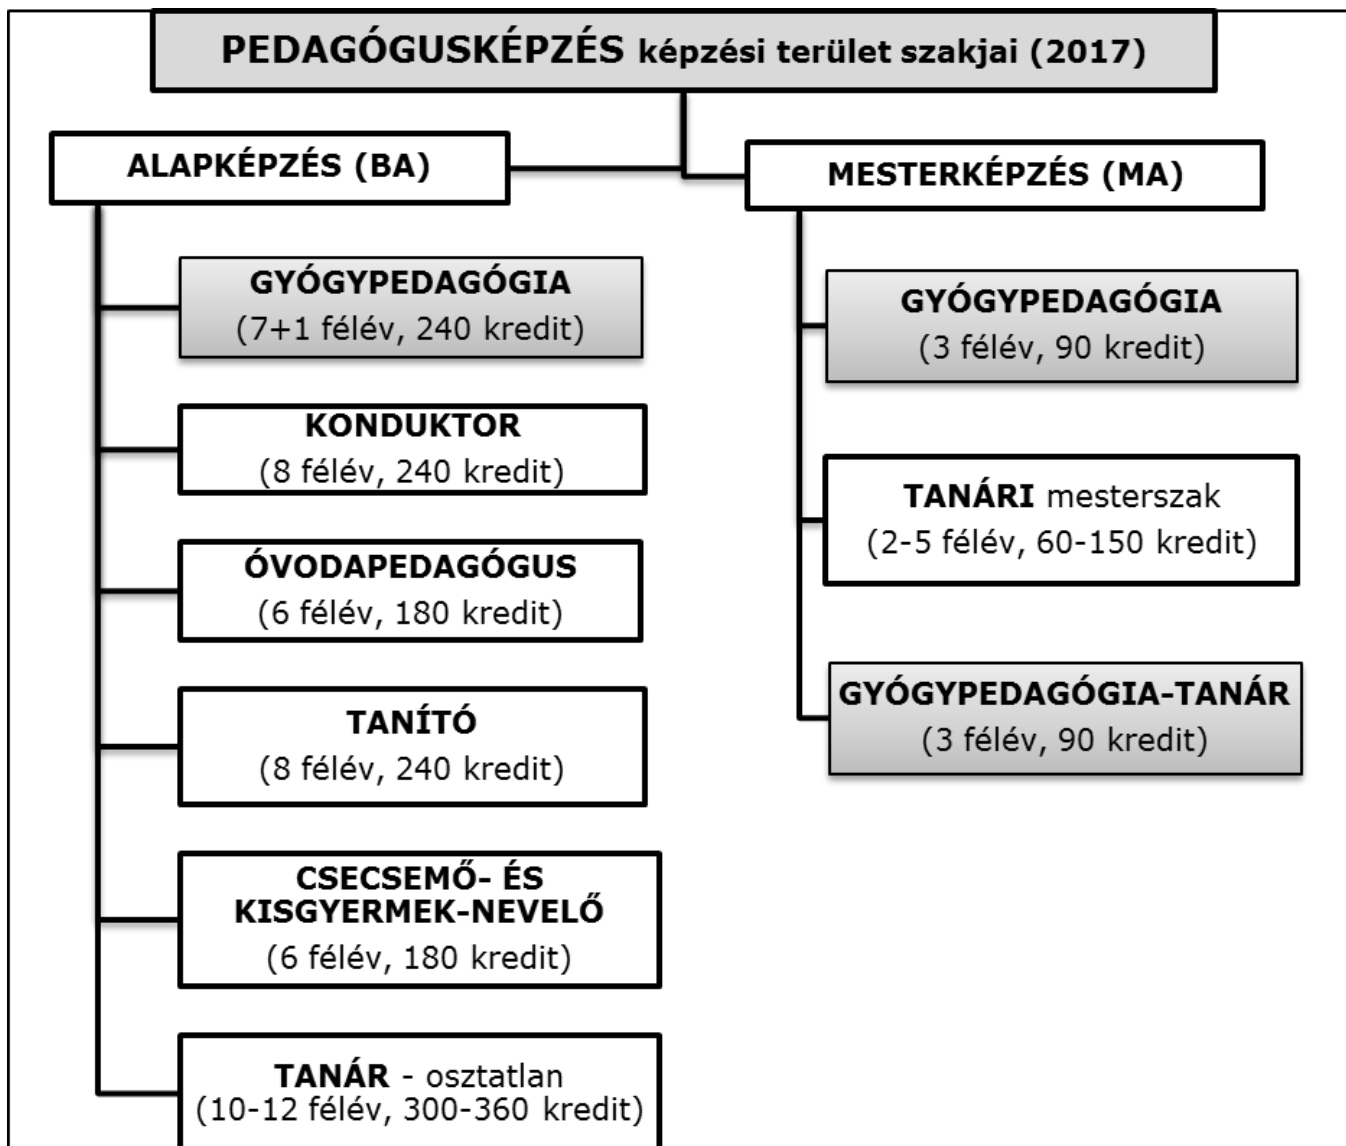 PEDAGÓGUSKÉPZÉS képzési terület szakjai (2017)
ALAPKÉPZÉS (BA)
GYÓGYPEDAGÓGIA
(7+1 félév, 240 kredit)
KONDUKTOR
(8 félév, 240 kredit)
ÓVODAPEDAGÓGUS
(6 félév, 180 kredit)
TANÍTÓ
(8 félév, 240 kredit)
CSECSEMŐ- ÉS
KISGYERMEK-NEVELŐ
(6 félév, 180 kredit)
TANÁR - osztatlan
(10-12 félév, 300-360 kredit)
MESTERKÉPZÉS (MA)
GYÓGYPEDAGÓGIA
(3 félév, 90 kredit)
TANÁRI mesterszak
(2-5 félév, 60-150 kredit)
GYÓGYPEDAGÓGIA-TANÁR
(3 félév, 90 kredit)